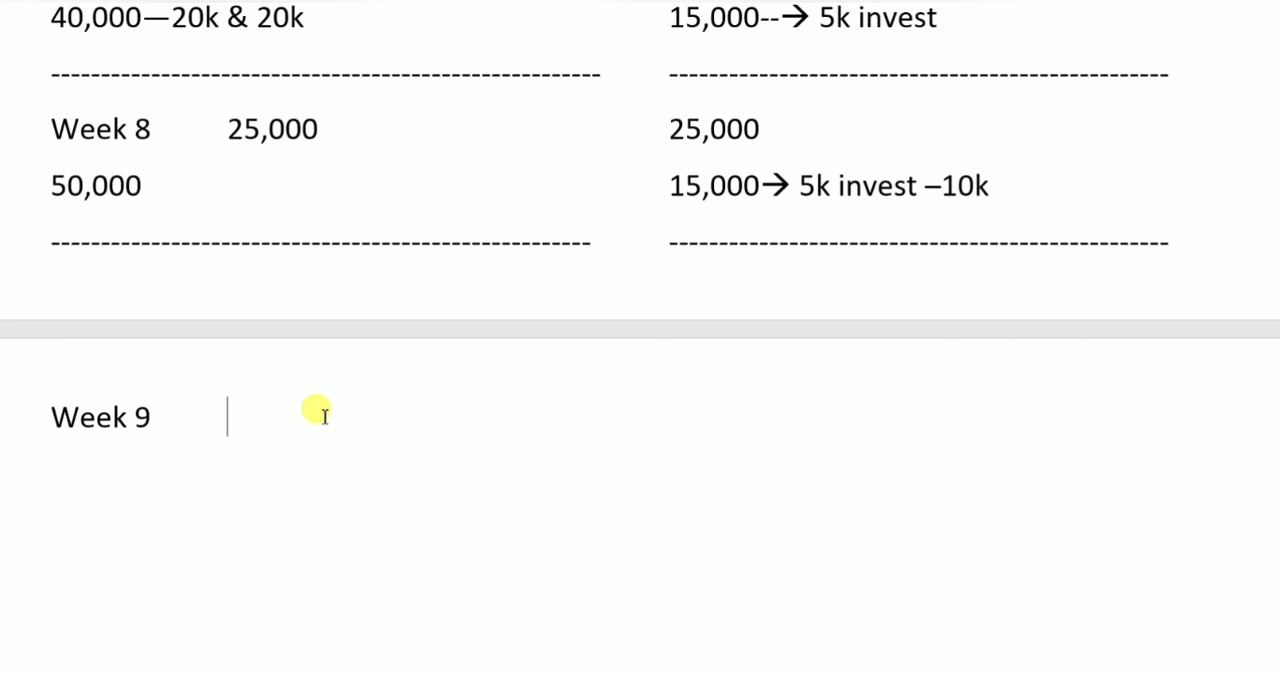 40,000—20k & 20k
15,000--→ 5k invest
-------------------------------------------------------
--------------------------------------------------
Week 8 25,000
25,000
50,000
15,000→ 5k invest –10k
------------------------------------------------------
--------------------------------------------------
Week 9